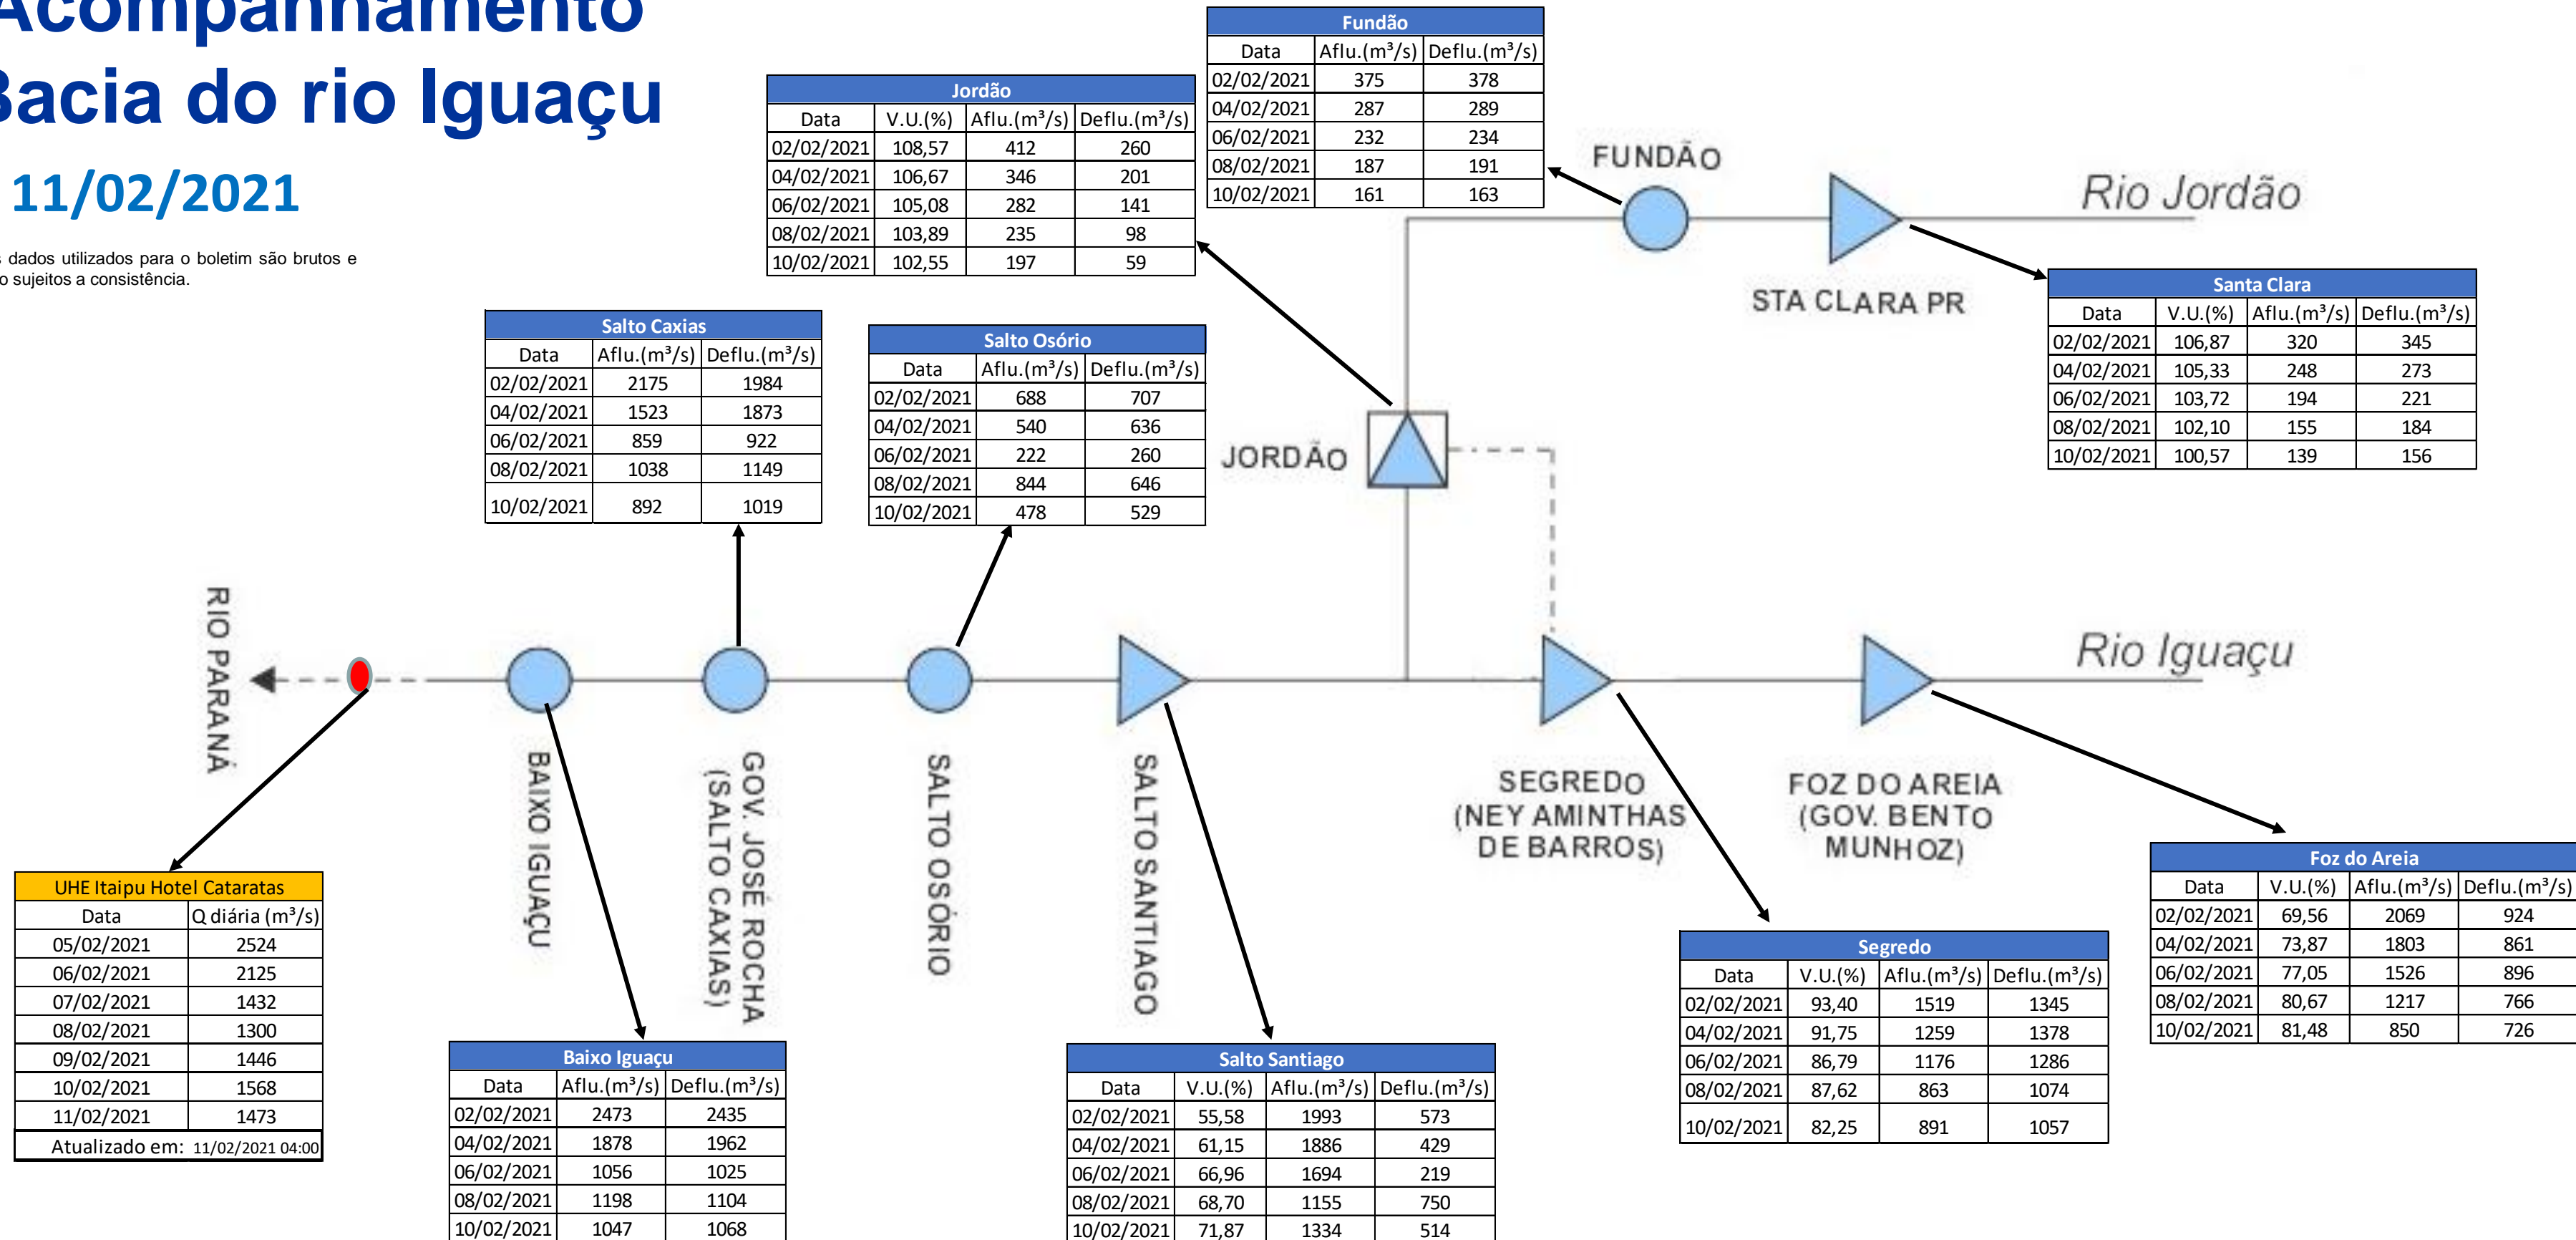 Acompanhamento
Bacia do rio Iguaçu
11/02/2021
dados utilizados para o boletim são brutos e
sujeitos a consistência.
Fundão
Data Aflu.(m³/s) Deflu.(m³/s)
02/02/2021 375 378
04/02/2021 287 289
06/02/2021 232 234
08/02/2021 187 191
10/02/2021 161 163
Jordão
Data V.U.(%) Aflu.(m³/s) Deflu.(m³/s)
02/02/2021 108,57 412 260
04/02/2021 106,67 346 201
06/02/2021 105,08 282 141
08/02/2021 103,89 235 98
10/02/2021 102,55 197 59
FUNDÃO
Rio Jordão
STA CLARA PR
Santa Clara
Data V.U.(%) Aflu.(m³/s) Deflu.(m³/s)
02/02/2021 106,87 320 345
04/02/2021 105,33 248 273
06/02/2021 103,72 194 221
08/02/2021 102,10 155 184
10/02/2021 100,57 139 156
Salto Caxias
Data Aflu.(m³/s) Deflu.(m³/s)
02/02/2021 2175 1984
04/02/2021 1523 1873
06/02/2021 859 922
08/02/2021 1038 1149
10/02/2021 892 1019
Salto Osório
Data Aflu.(m³/s) Deflu.(m³/s)
02/02/2021 688 707
04/02/2021 540 636
06/02/2021 222 260
08/02/2021 844 646
10/02/2021 478 529
JORDÃO
RIO PARANÁ
Rio Iguaçu
BAIXO IGUAÇU
GOV. JOSÉ ROCHA
(SALTO CAXIAS)
SALTO OSÓRIO
SALTO SANTIAGO
SEGREDO
(NEY AMINTHAS
DE BARROS)
FOZ DO AREIA
(GOV. BENTO
MUNHOZ)
UHE Itaipu Hotel Cataratas
Data Q diária (m³/s)
05/02/2021 2524
06/02/2021 2125
07/02/2021 1432
08/02/2021 1300
09/02/2021 1446
10/02/2021 1568
11/02/2021 1473
Atualizado em: 11/02/2021 04:00
Baixo Iguaçu
Data Aflu.(m³/s) Deflu.(m³/s)
02/02/2021 2473 2435
04/02/2021 1878 1962
06/02/2021 1056 1025
08/02/2021 1198 1104
10/02/2021 1047 1068
Salto Santiago
Data V.U.(%) Aflu.(m³/s) Deflu.(m³/s)
02/02/2021 55,58 1993 573
04/02/2021 61,15 1886 429
06/02/2021 66,96 1694 219
08/02/2021 68,70 1155 750
10/02/2021 71,87 1334 514
Segredo
Data V.U.(%) Aflu.(m³/s) Deflu.(m³/s)
02/02/2021 93,40 1519 1345
04/02/2021 91,75 1259 1378
06/02/2021 86,79 1176 1286
08/02/2021 87,62 863 1074
10/02/2021 82,25 891 1057
Foz do Areia
Data V.U.(%) Aflu.(m³/s) Deflu.(m³/s)
02/02/2021 69,56 2069 924
04/02/2021 73,87 1803 861
06/02/2021 77,05 1526 896
08/02/2021 80,67 1217 766
10/02/2021 81,48 850 726